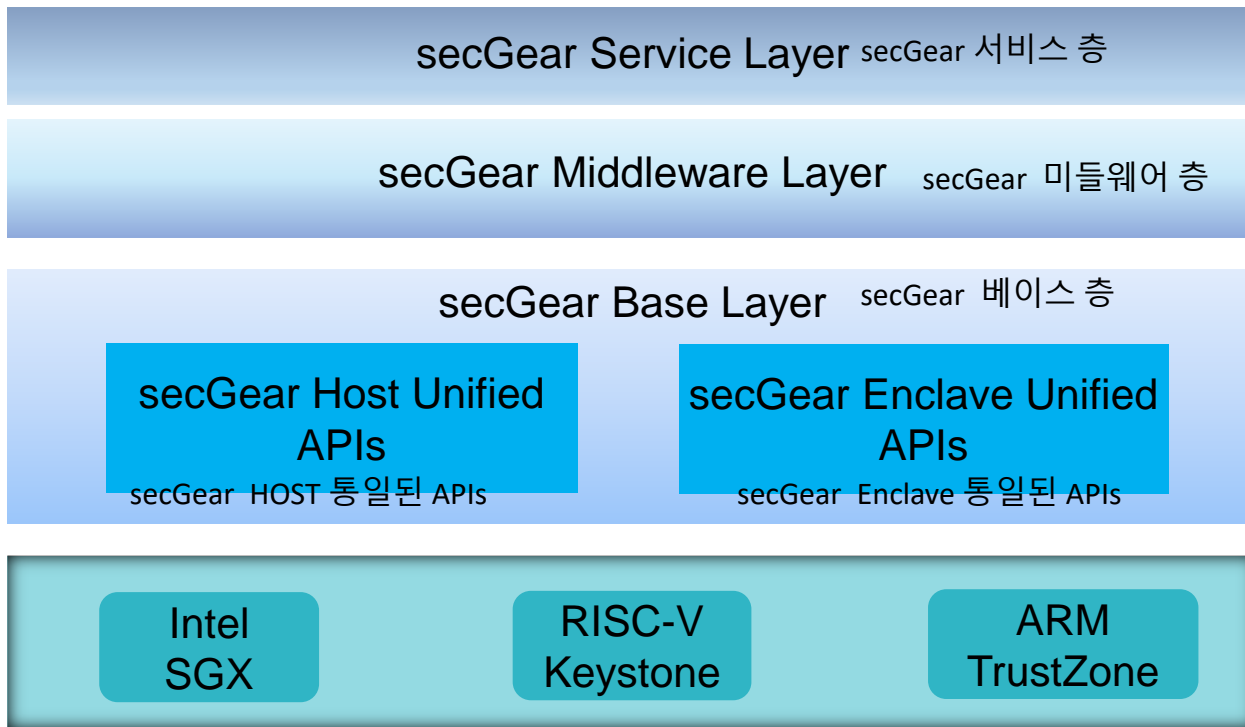 secGear Service Layer secGear 서비스 층
secGear Middleware Layer secGear 미들웨어 층
secGear Base Layer secGear 베이스 층
secGear Host Unified
APIs
secGear HOST 통일된 APIs
secGear Enclave Unified
APIs
secGear Enclave 통일된 APIs
Intel
SGX
RISC-V
Keystone
ARM
TrustZone